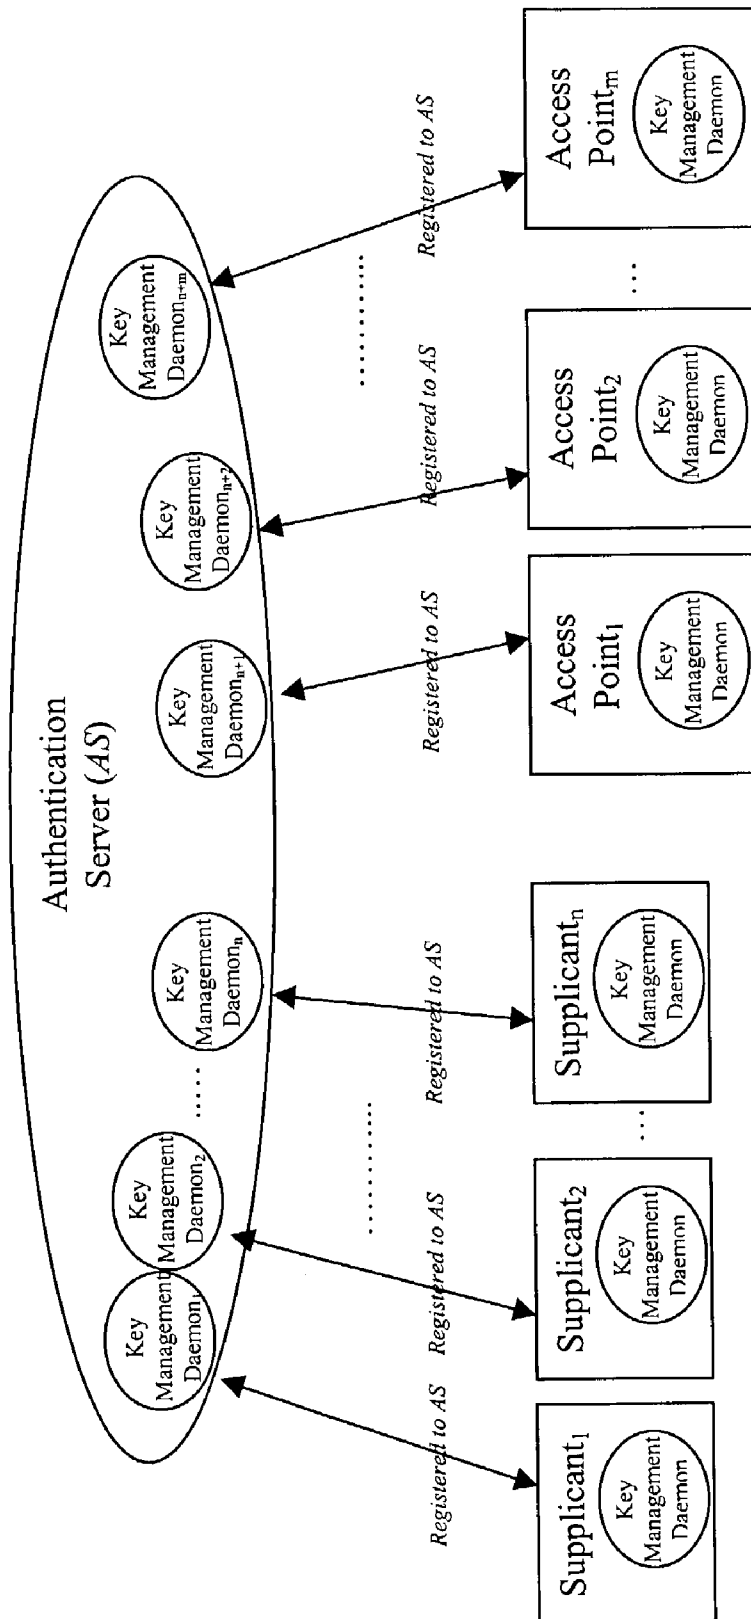 Authentication
Server (AS)
Key
Management
Daemon₁
Key
Management
Daemon₂
......
Key
Management
Daemonₙ
Key
Management
Daemonₙ₊₁
Key
Management
Daemonₙ₊₂
Key
Management
Daemonₙ₊ₘ
Registered to AS
Registered to AS
...........
Registered to AS
Registered to AS
Registered to AS
...........
Registered to AS
Supplicant₁
Key
Management
Daemon
Supplicant₂
Key
Management
Daemon
...
Supplicantₙ
Key
Management
Daemon
Access
Point₁
Key
Management
Daemon
Access
Point₂
Key
Management
Daemon
...
Access
Pointₘ
Key
Management
Daemon